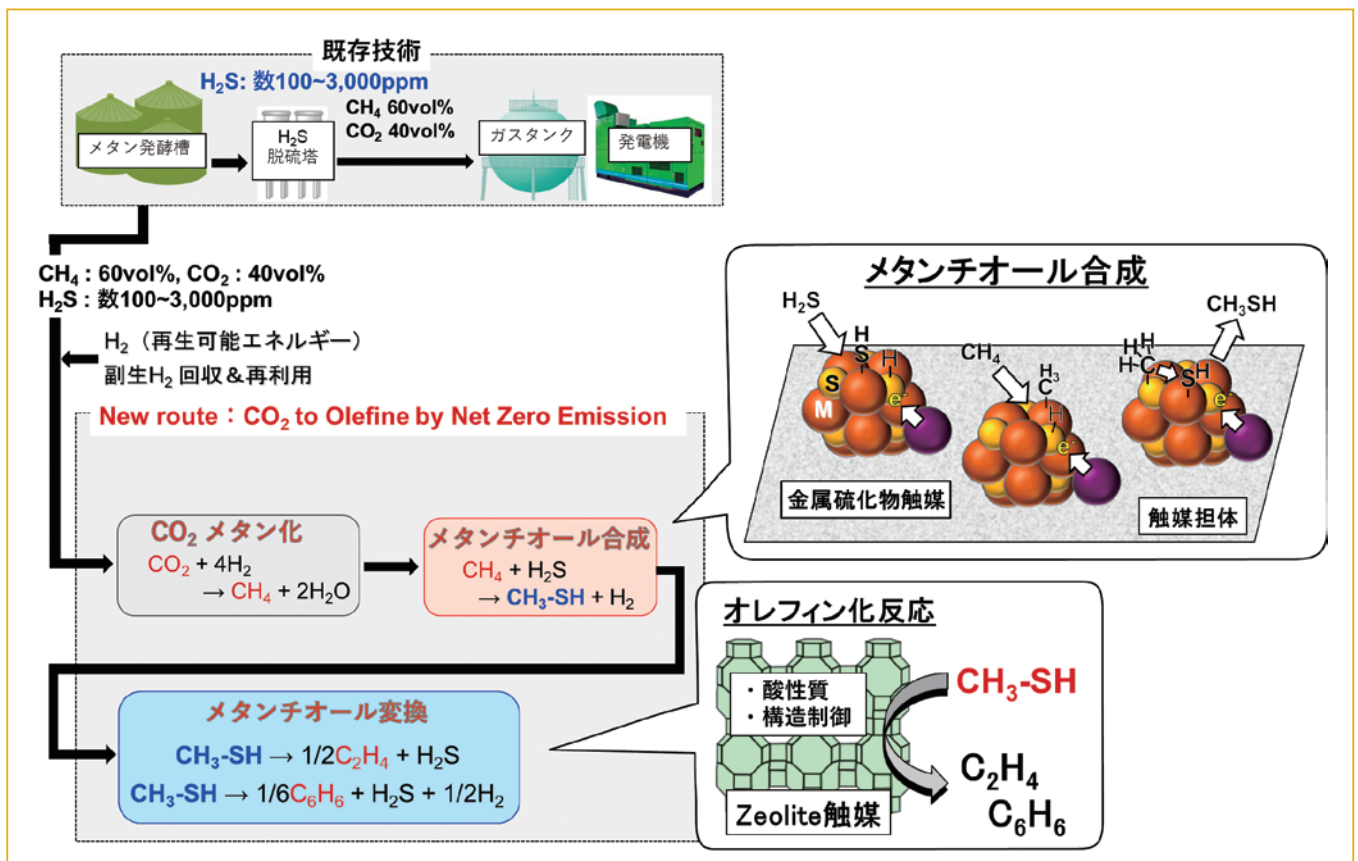 既存技術
H₂S: 数100~3,000ppm
CH₄ 60vol%
CO₂ 40vol%
メタン発酵槽
H₂S
脱硫塔
ガスタンク
発電機
CH₄ : 60vol%, CO₂ : 40vol%
H₂S : 数100~3,000ppm
H₂（再生可能エネルギー）
副生H₂ 回収＆再利用
New route：CO₂ to Olefine by Net Zero Emission
CO₂ メタン化
CO₂ + 4H₂
→ CH₄ + 2H₂O
メタンチオール合成
CH₄ + H₂S
→ CH₃-SH + H₂
メタンチオール変換
CH₃-SH → 1/2C₂H₄ + H₂S
CH₃-SH → 1/6C₆H₆ + H₂S + 1/2H₂
メタンチオール合成
H₂S
H
S
H
S
M
e⁻
CH₄
H₃
C
H
e⁻
CH₃SH
H
H
H
C
S
H
e⁻
金属硫化物触媒
触媒担体
オレフィン化反応
・酸性質
・構造制御
Zeolite触媒
CH₃-SH
C₂H₄
C₆H₆